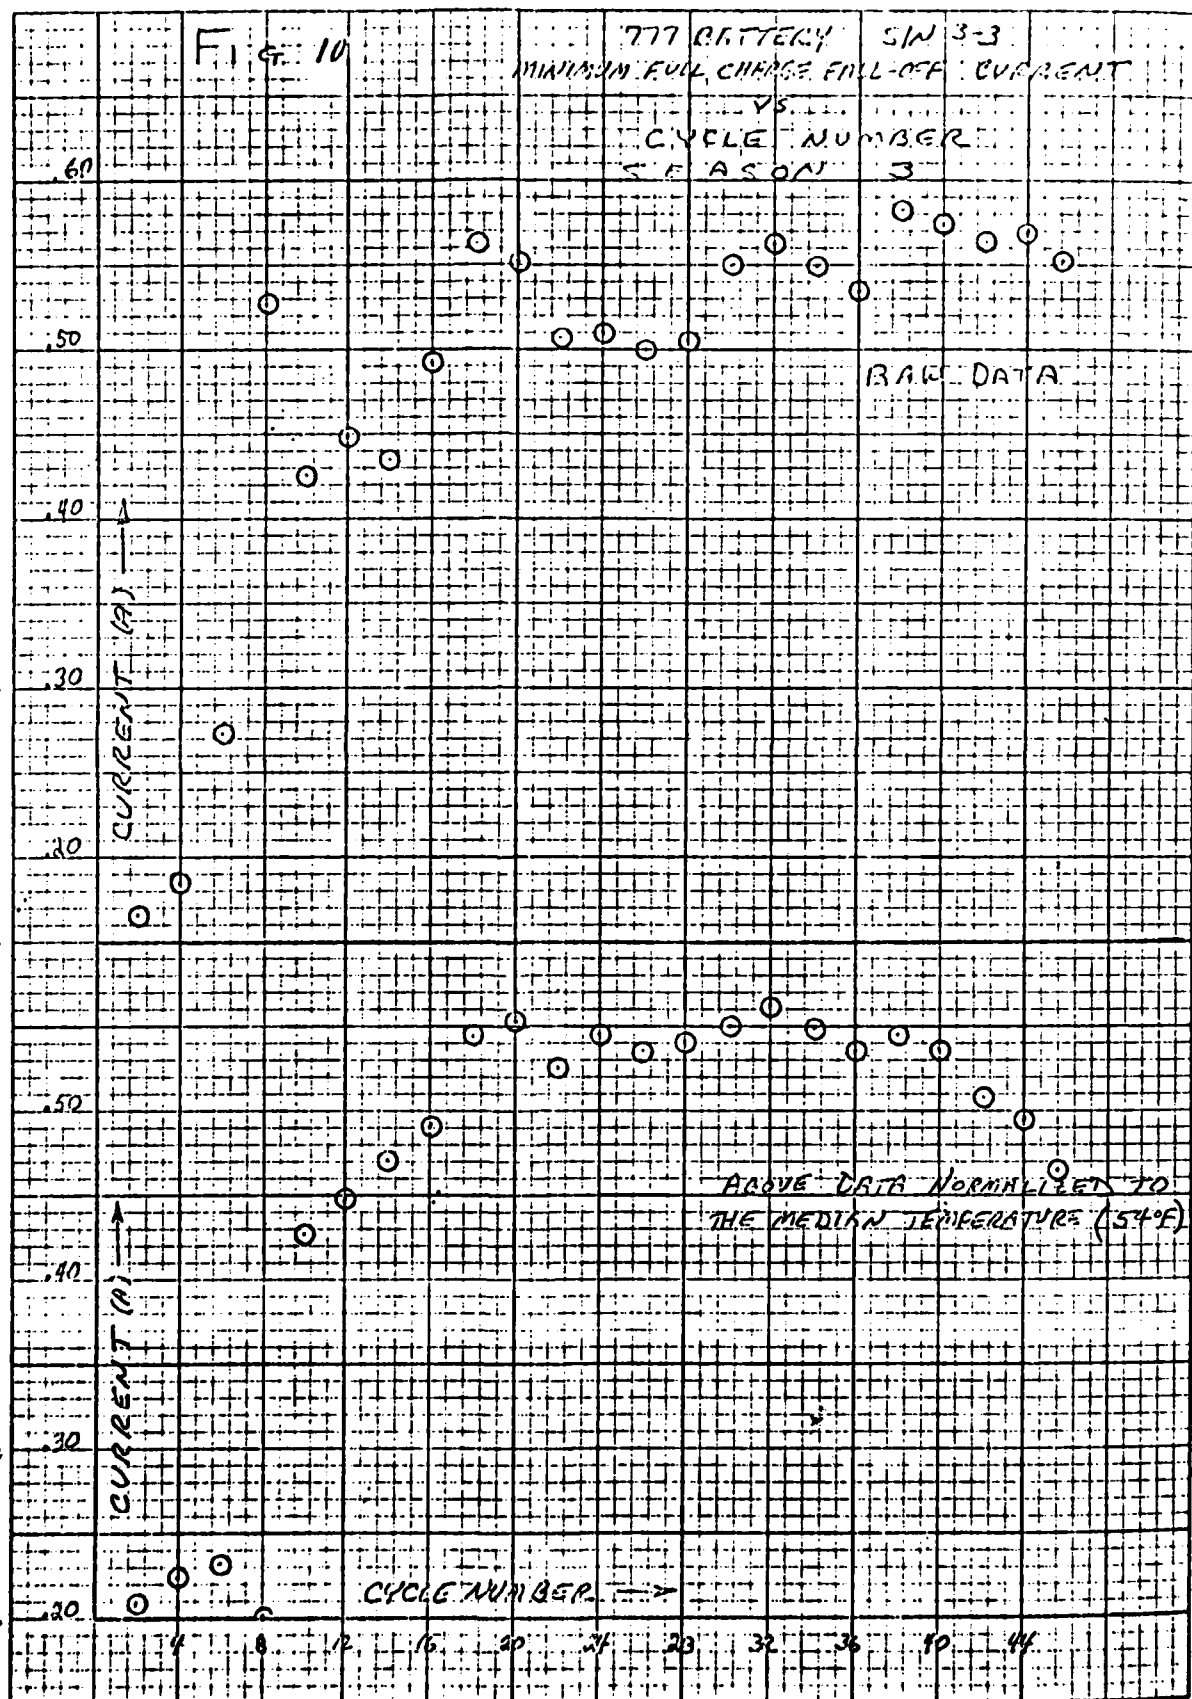 FIG 10
777 BATTERY S/N 3-3
MINIMUM FULL CHARGE FALL-OFF CURRENT
VS
CYCLE NUMBER
SEASON 3
.60
.50
RAW DATA
.40
CURRENT (A)
.30
.20
.50
ABOVE DATA NORMALIZED TO
THE MEDIAN TEMPERATURE (54°F)
.40
CURRENT (A)
.30
CYCLE NUMBER
.20
4 8 12 16 20 24 28 32 36 40 44